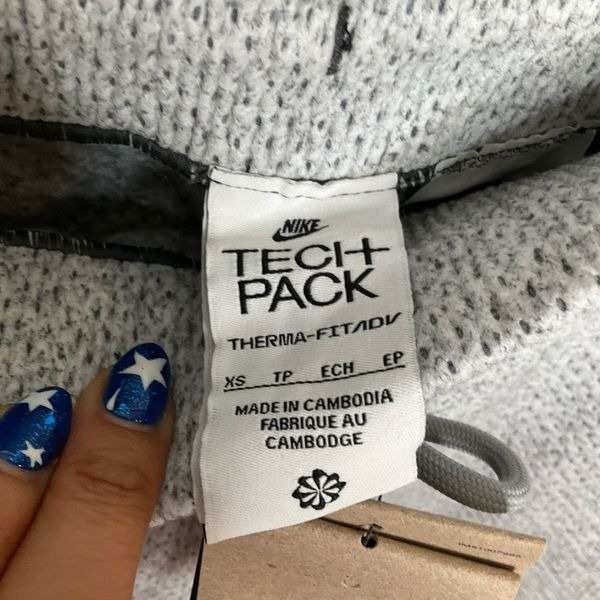 NIKE
TECH
PACK
THERMA-FIT ADV
XS TP ECH EP
MADE IN CAMBODIA
FABRIQUE AU
CAMBODGE